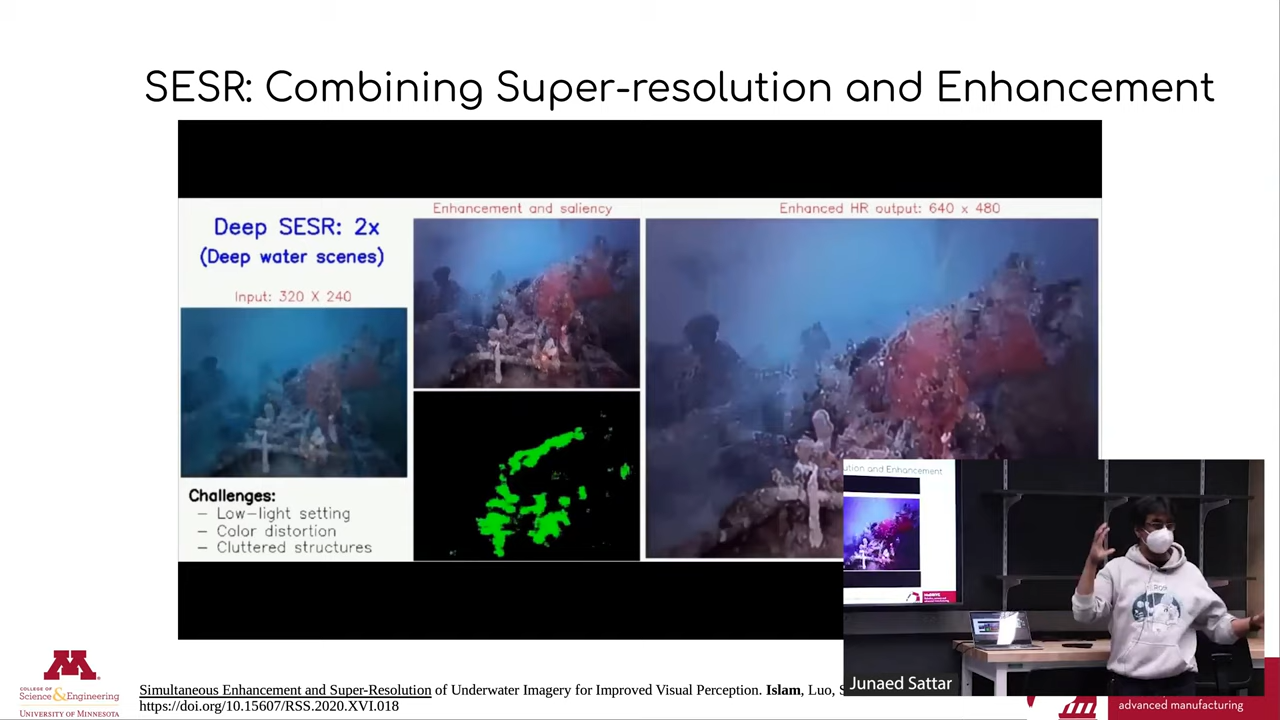 SESR: Combining Super-resolution and Enhancement
Deep SESR: 2x
(Deep water scenes)
Input: 320 X 240
Enhancement and saliency
Enhanced HR output: 640 x 480
Challenges:
– Low-light setting
– Color distortion
– Cluttered structures
ution and Enhancement
Junaed Sattar
M
COLLEGE OF
Science & Engineering
UNIVERSITY OF MINNESOTA
Simultaneous Enhancement and Super-Resolution of Underwater Imagery for Improved Visual Perception. Islam, Luo, S
https://doi.org/10.15607/RSS.2020.XVI.018
advanced manufacturing